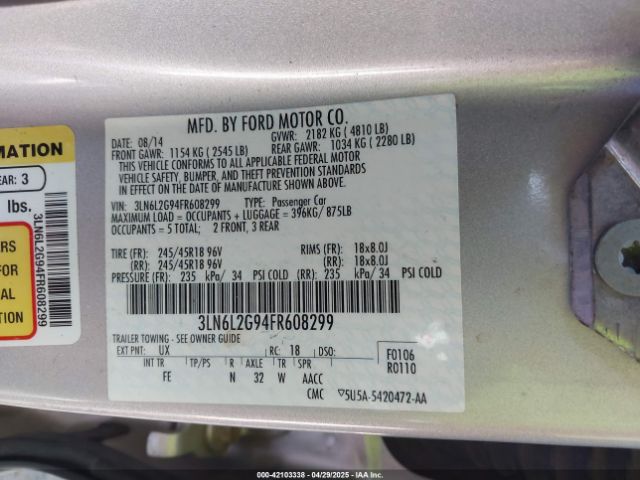 MFD. BY FORD MOTOR CO.
DATE: 08/14 GVWR: 2182 KG ( 4810 LB)
FRONT GAWR: 1154 KG ( 2545 LB) REAR GAWR: 1034 KG ( 2280 LB)
THIS VEHICLE CONFORMS TO ALL APPLICABLE FEDERAL MOTOR
VEHICLE SAFETY, BUMPER, AND THEFT PREVENTION STANDARDS
IN EFFECT ON THE DATE OF MANUFACTURE SHOWN ABOVE.
VIN: 3LN6L2G94FR608299 TYPE: Passenger Car
MAXIMUM LOAD = OCCUPANTS + LUGGAGE = 396KG/ 875LB
OCCUPANTS = 5 TOTAL; 2 FRONT, 3 REAR
TIRE (FR): 245/45R18 96V RIMS (FR): 18x8.0J
(RR): 245/45R18 96V (RR): 18x8.0J
PRESSURE (FR): 235 kPa/ 34 PSI COLD (RR): 235 kPa/ 34 PSI COLD
3LN6L2G94FR608299
TRAILER TOWING - SEE OWNER GUIDE
EXT PNT: UX RC: 18 DSO:
INT TR TP/PS R AXLE TR SPR
FE N 32 W AACC
CMC
F0106
R0110
▽5U5A-5420472-AA
MATION
EAR: 3
lbs.
ERS
FOR
AL
ON
3LN6L2G94FR608299
000-42103338 (04/29/2025) - IAA Inc.